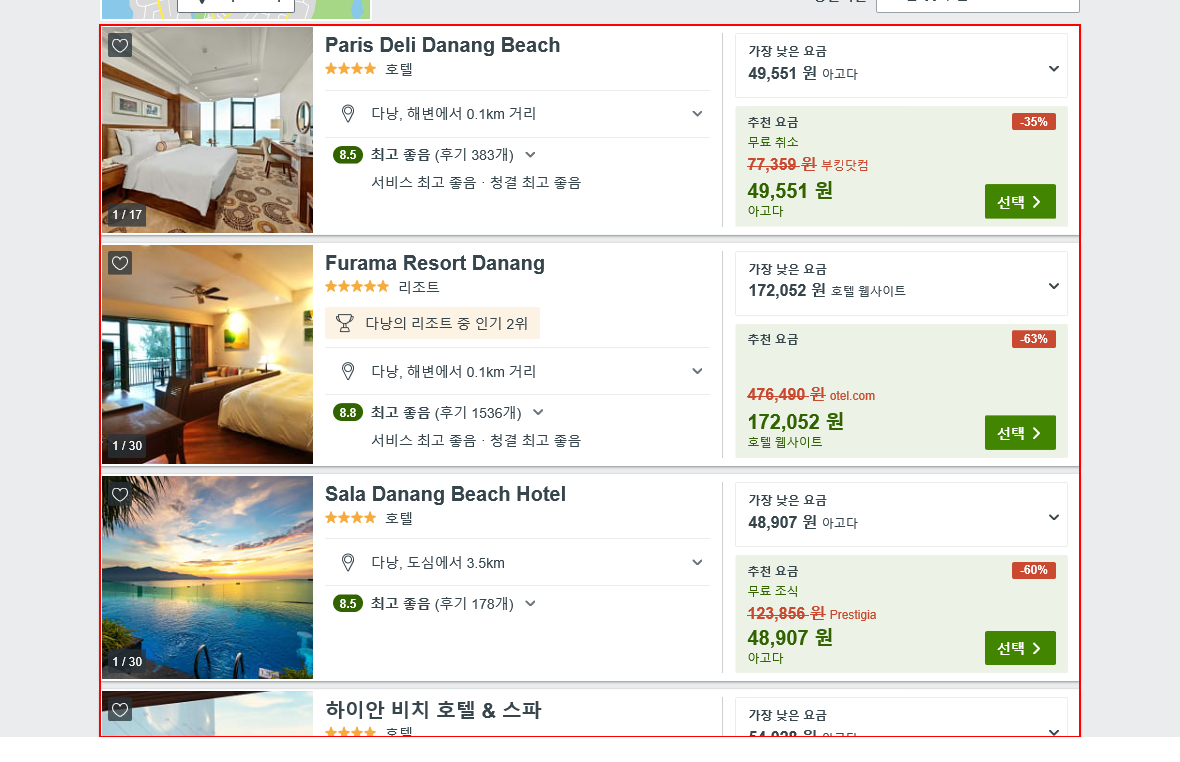 Paris Deli Danang Beach
호텔
다낭, 해변에서 0.1km 거리
8.5 최고 좋음 (후기 383개)
서비스 최고 좋음 · 청결 최고 좋음
1 / 17
가장 낮은 요금
49,551 원 아고다
추천 요금
-35%
무료 취소
77,359 원 부킹닷컴
49,551 원
아고다
선택
Furama Resort Danang
리조트
다낭의 리조트 중 인기 2위
다낭, 해변에서 0.1km 거리
8.8 최고 좋음 (후기 1536개)
서비스 최고 좋음 · 청결 최고 좋음
1 / 30
가장 낮은 요금
172,052 원 호텔 웹사이트
추천 요금
-63%
476,490 원 otel.com
172,052 원
호텔 웹사이트
선택
Sala Danang Beach Hotel
호텔
다낭, 도심에서 3.5km
8.5 최고 좋음 (후기 178개)
1 / 30
가장 낮은 요금
48,907 원 아고다
추천 요금
-60%
무료 조식
123,856 원 Prestigia
48,907 원
아고다
선택
하이안 비치 호텔 & 스파
호텔
가장 낮은 요금